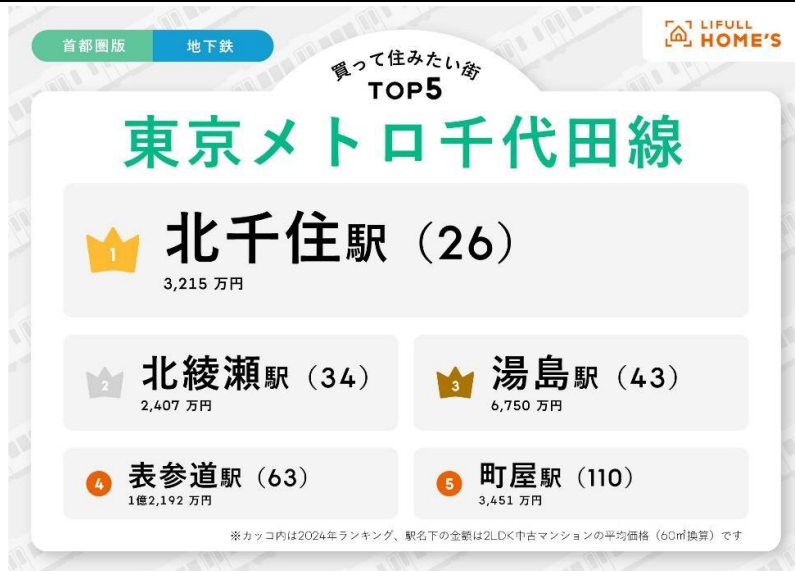 首都圏版 地下鉄
LIFULL
HOME'S
買って住みたい街
TOP5
東京メトロ千代田線
1 北千住駅（26）
3,215 万円
2 北綾瀬駅（34）
2,407 万円
3 湯島駅（43）
6,750 万円
4 表参道駅（63）
1億2,192 万円
5 町屋駅（110）
3,451 万円
※カッコ内は2024年ランキング、駅名下の金額は2LDK中古マンションの平均価格（60㎡換算）です